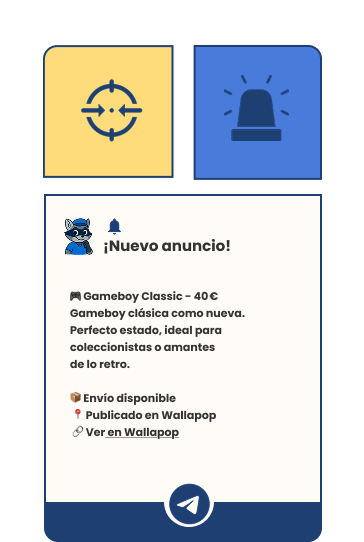 ¡Nuevo anuncio!
🎮 Gameboy Classic - 40€
Gameboy clásica como nueva.
Perfecto estado, ideal para
coleccionistas o amantes
de lo retro.
📦 Envío disponible
📍 Publicado en Wallapop
🔗 Ver en Wallapop